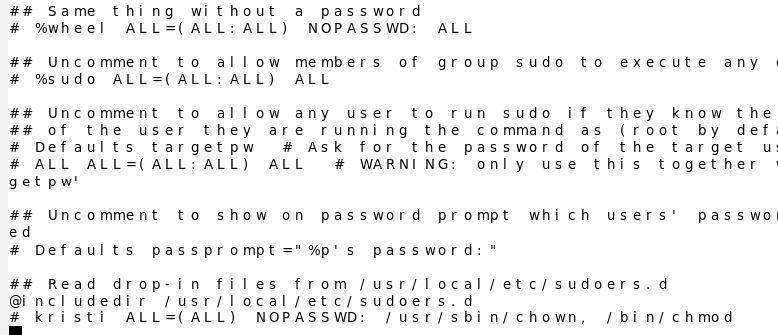 ## Same thing without a password
# %wheel ALL=(ALL:ALL) NOPASSWD: ALL
## Uncomment to allow members of group sudo to execute any
# %sudo ALL=(ALL:ALL) ALL
## Uncomment to allow any user to run sudo if they know the
## of the user they are running the command as (root by defa
# Defaults targetpw # Ask for the password of the target us
# ALL ALL=(ALL:ALL) ALL # WARNING: only use this together w
getpw'
## Uncomment to show on password prompt which users' passwor
ed
# Defaults passprompt="%p's password:"
## Read drop-in files from /usr/local/etc/sudoers.d
@includedir /usr/local/etc/sudoers.d
# kristi ALL=(ALL) NOPASSWD: /usr/sbin/chown, /bin/chmod